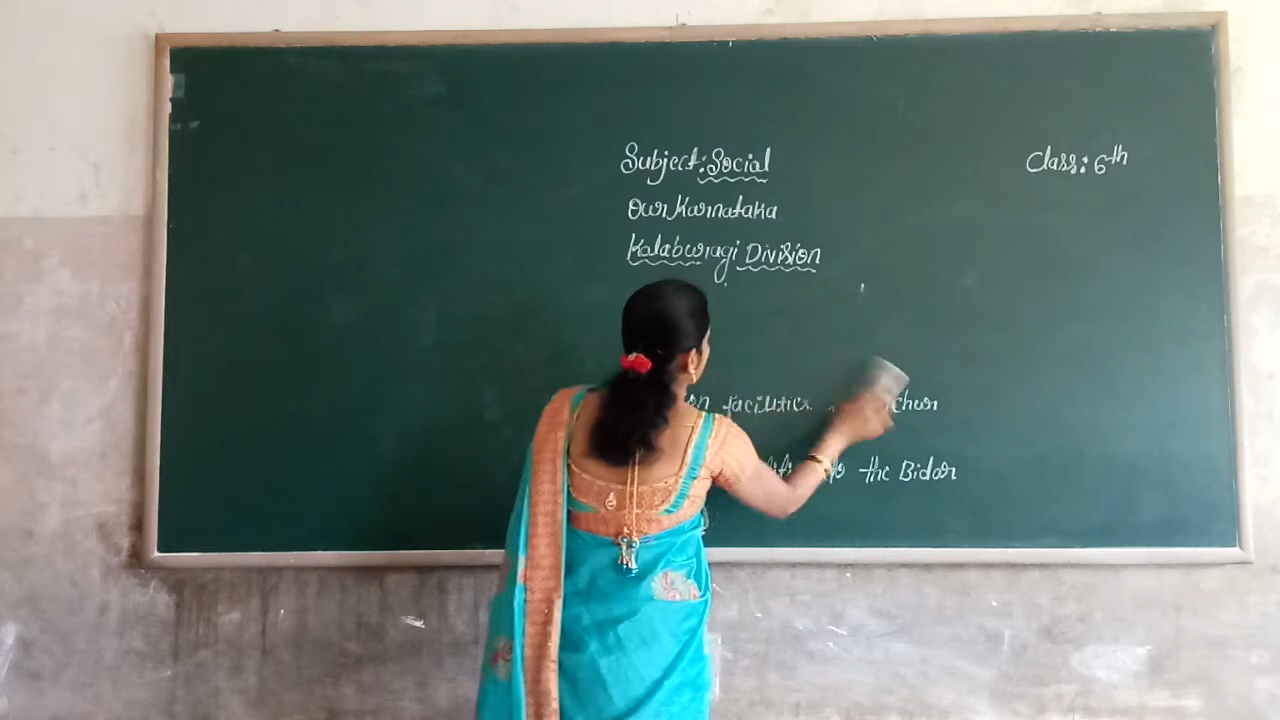 Subject: Social
Class: 6th
Our Karnataka
Kalaburagi Division
facilities
the Bidar